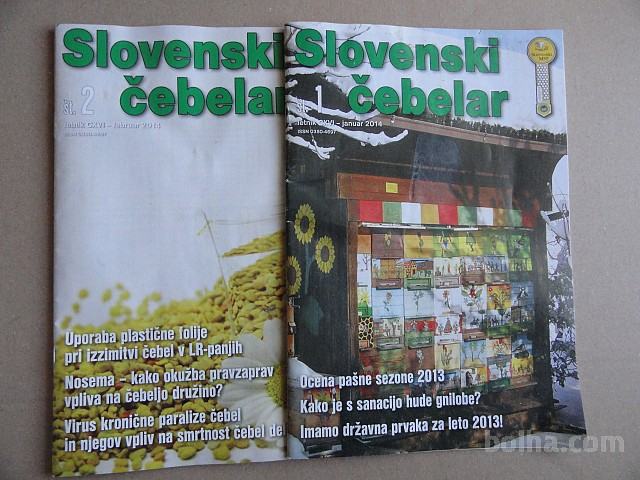 Slovenski
čebelar
št. 2
letnik CXVI – februar 2014
ISSN 0350-4697
Uporaba plastične folije
pri izzimitvi čebel v LR-panjih
Nosema – kako okužba pravzaprav
vpliva na čebeljo družino?
Virus kronične paralize čebel
in njegov vpliv na smrtnost čebel de
Slovenski
čebelar
št. 1
letnik CXVI – januar 2014
ISSN 0350-4697
Ocena pašne sezone 2013
Kako je s sanacijo hude gnilobe?
Imamo državna prvaka za leto 2013!
bolha.com